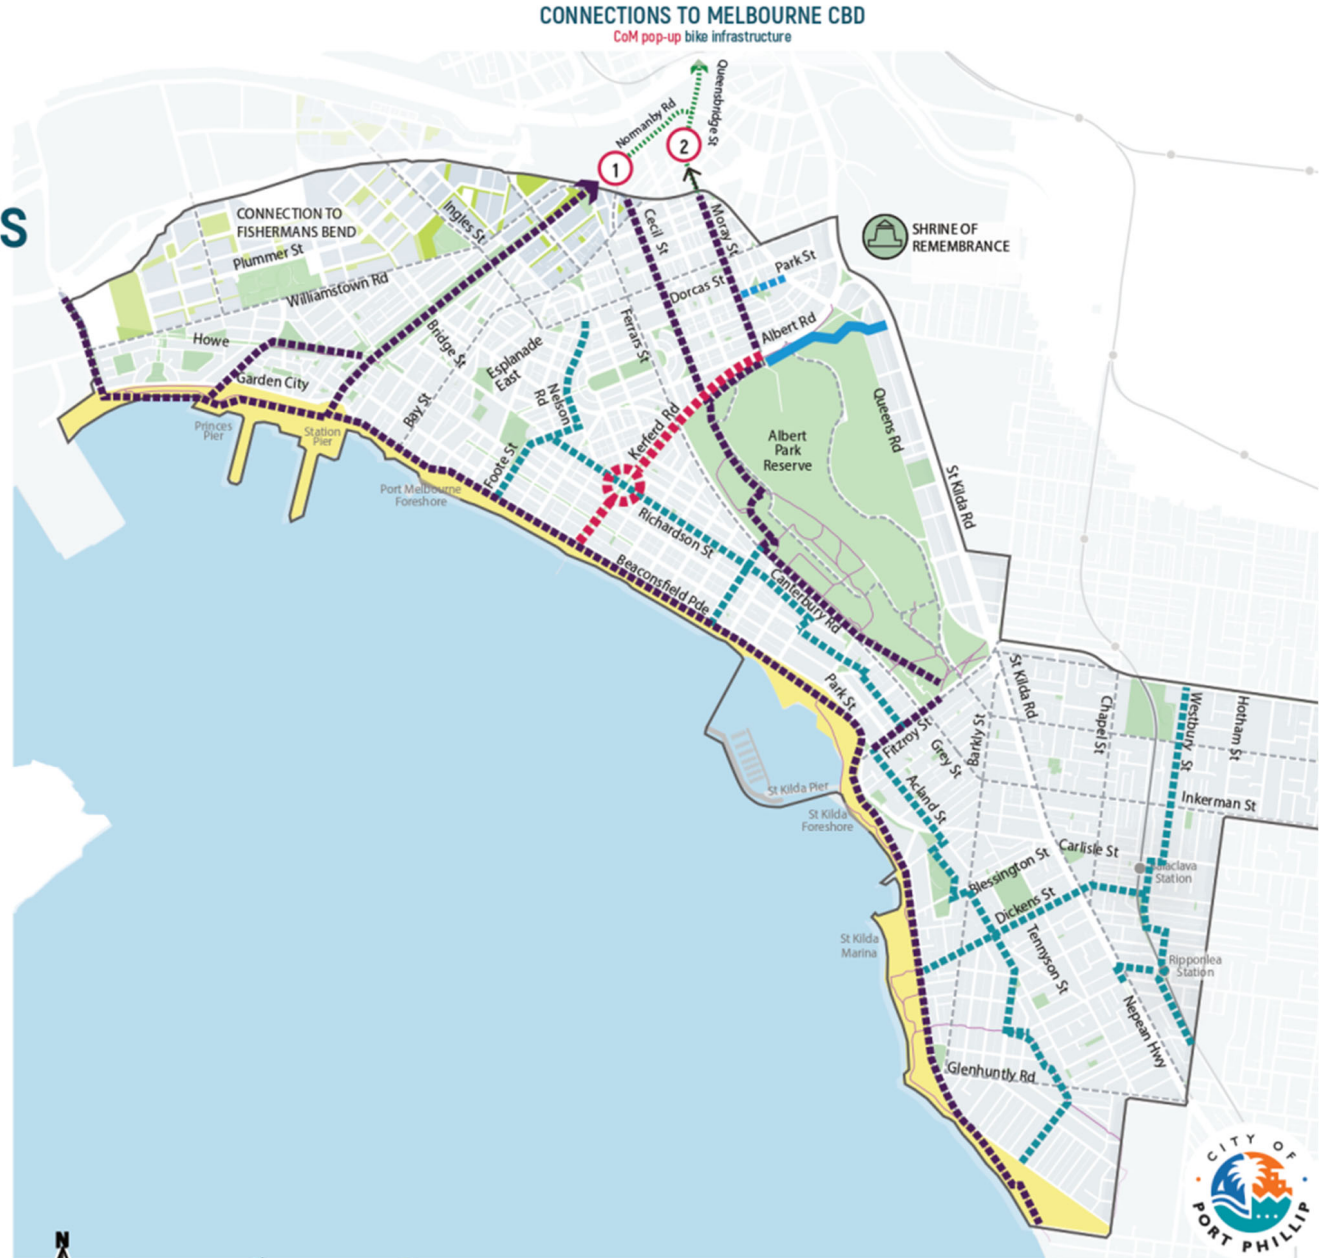 CONNECTIONS TO MELBOURNE CBD
CoM pop-up bike infrastructure
Queensbridge St
Normanby Rd
2
1
S
CONNECTION TO
FISHERMANS BEND
Plummer St
Ingles St
Williamstown Rd
Cecil St
Moray St
SHRINE OF
REMEMBRANCE
Park St
Dorcas St
Albert Rd
Howe
Bridge St
Ferrars St
Esplanade
East
Garden City
Nelson
Rd
Bay St
Princes
Pier
Station
Pier
Kerferd Rd
Queens Rd
Albert
Park
Reserve
Foote St
Port Melbourne
Foreshore
St Kilda Rd
Richardson St
Beaconsfield Pde
Canterbury Rd
Park St
St Kilda Rd
Chapel St
Westbury St
Hotham St
Fitzroy St
Grey St
Barkly St
Acland St
St Kilda Pier
St Kilda
Foreshore
Inkerman St
Carlisle St
Blessington St
Balaclava
Station
Dickens St
St Kilda
Marina
Tennyson St
Ripponlea
Station
Nepean Hwy
Glenhuntly Rd
CITY OF
PORT PHILLIP
N